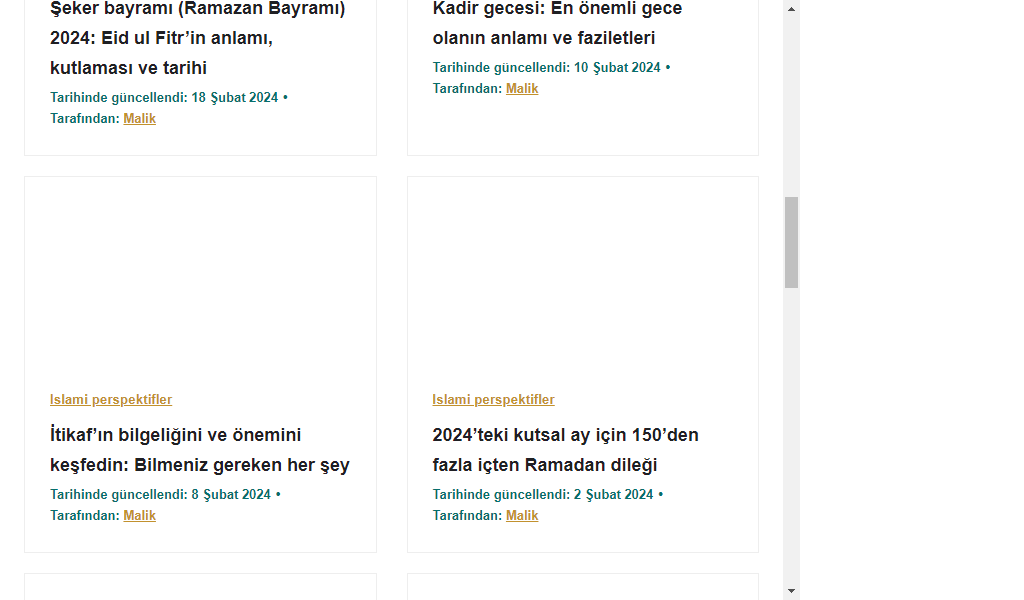 Şeker bayramı (Ramazan Bayramı)
2024: Eid ul Fitr’in anlamı,
kutlaması ve tarihi
Tarihinde güncellendi: 18 Şubat 2024 •
Tarafından: Malik
Kadir gecesi: En önemli gece
olanın anlamı ve faziletleri
Tarihinde güncellendi: 10 Şubat 2024 •
Tarafından: Malik
Islami perspektifler
İtikaf’ın bilgeliğini ve önemini
keşfedin: Bilmeniz gereken her şey
Tarihinde güncellendi: 8 Şubat 2024 •
Tarafından: Malik
Islami perspektifler
2024’teki kutsal ay için 150’den
fazla içten Ramadan dileği
Tarihinde güncellendi: 2 Şubat 2024 •
Tarafından: Malik